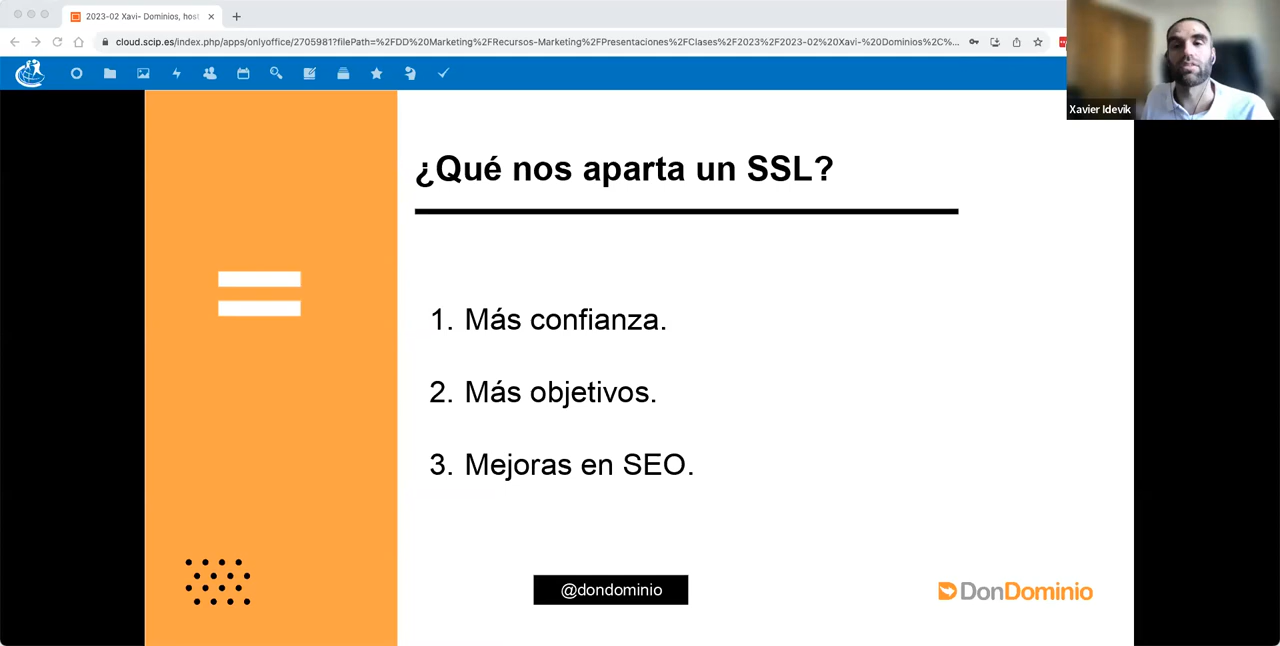 2023-02 Xavi- Dominios, hos
cloud.scip.es/index.php/apps/onlyoffice/2705981?filePath=%2FDD%20Marketing%2FRecursos-Marketing%2FPresentaciones%2FClases%2F2023%2F2023-02%20Xavi-%20Dominios%2C%...
Xavier Idevik
¿Qué nos aparta un SSL?
1. Más confianza.
2. Más objetivos.
3. Mejoras en SEO.
@dondominio
DonDominio